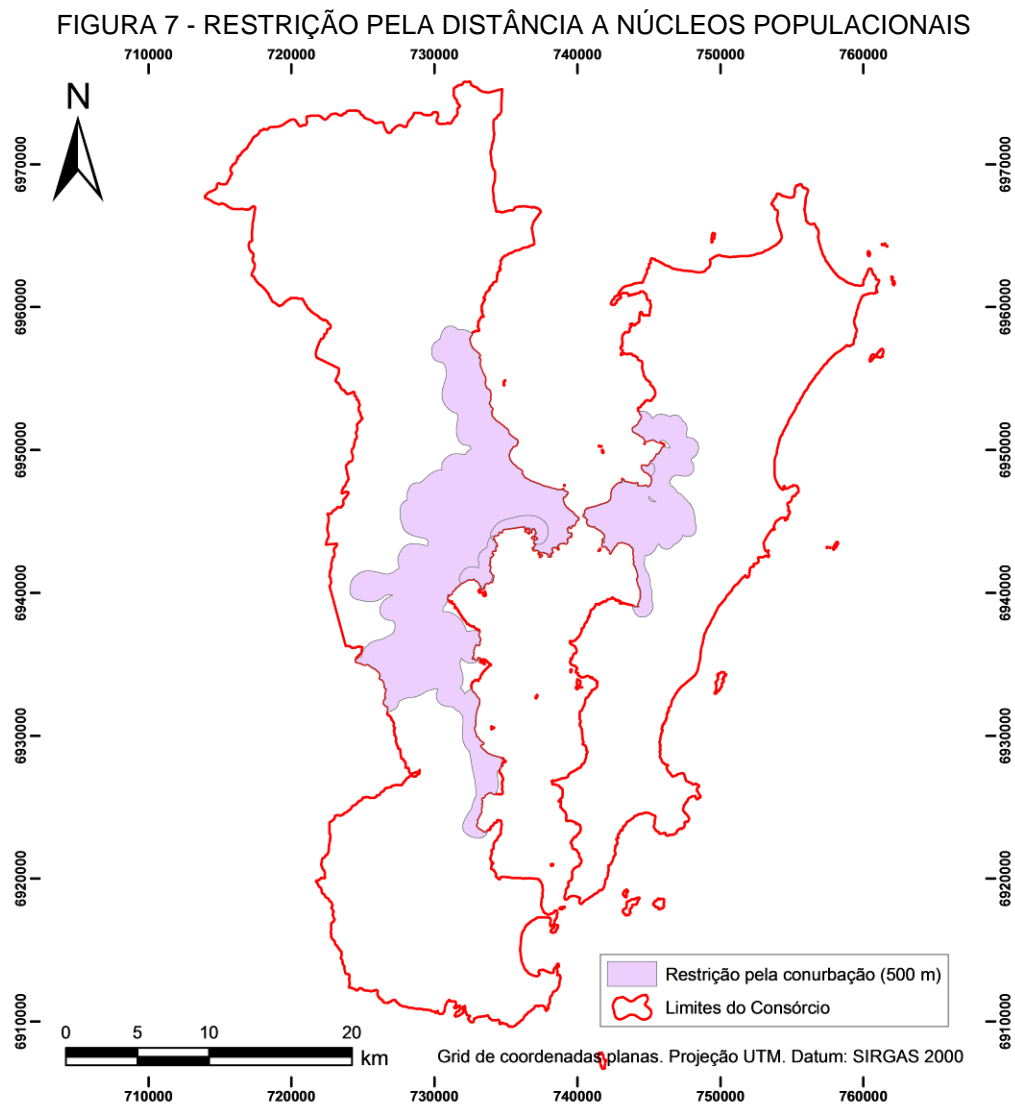 FIGURA 7 - RESTRIÇÃO PELA DISTÂNCIA A NÚCLEOS POPULACIONAIS
710000 720000 730000 740000 750000 760000
N
6970000 6970000
6960000 6960000
6950000 6950000
6940000 6940000
6930000 6930000
6920000 6920000
6910000 6910000
Restrição pela conurbação (500 m)
Limites do Consórcio
0 5 10 20
km
Grid de coordenadas planas. Projeção UTM. Datum: SIRGAS 2000
710000 720000 730000 740000 750000 760000